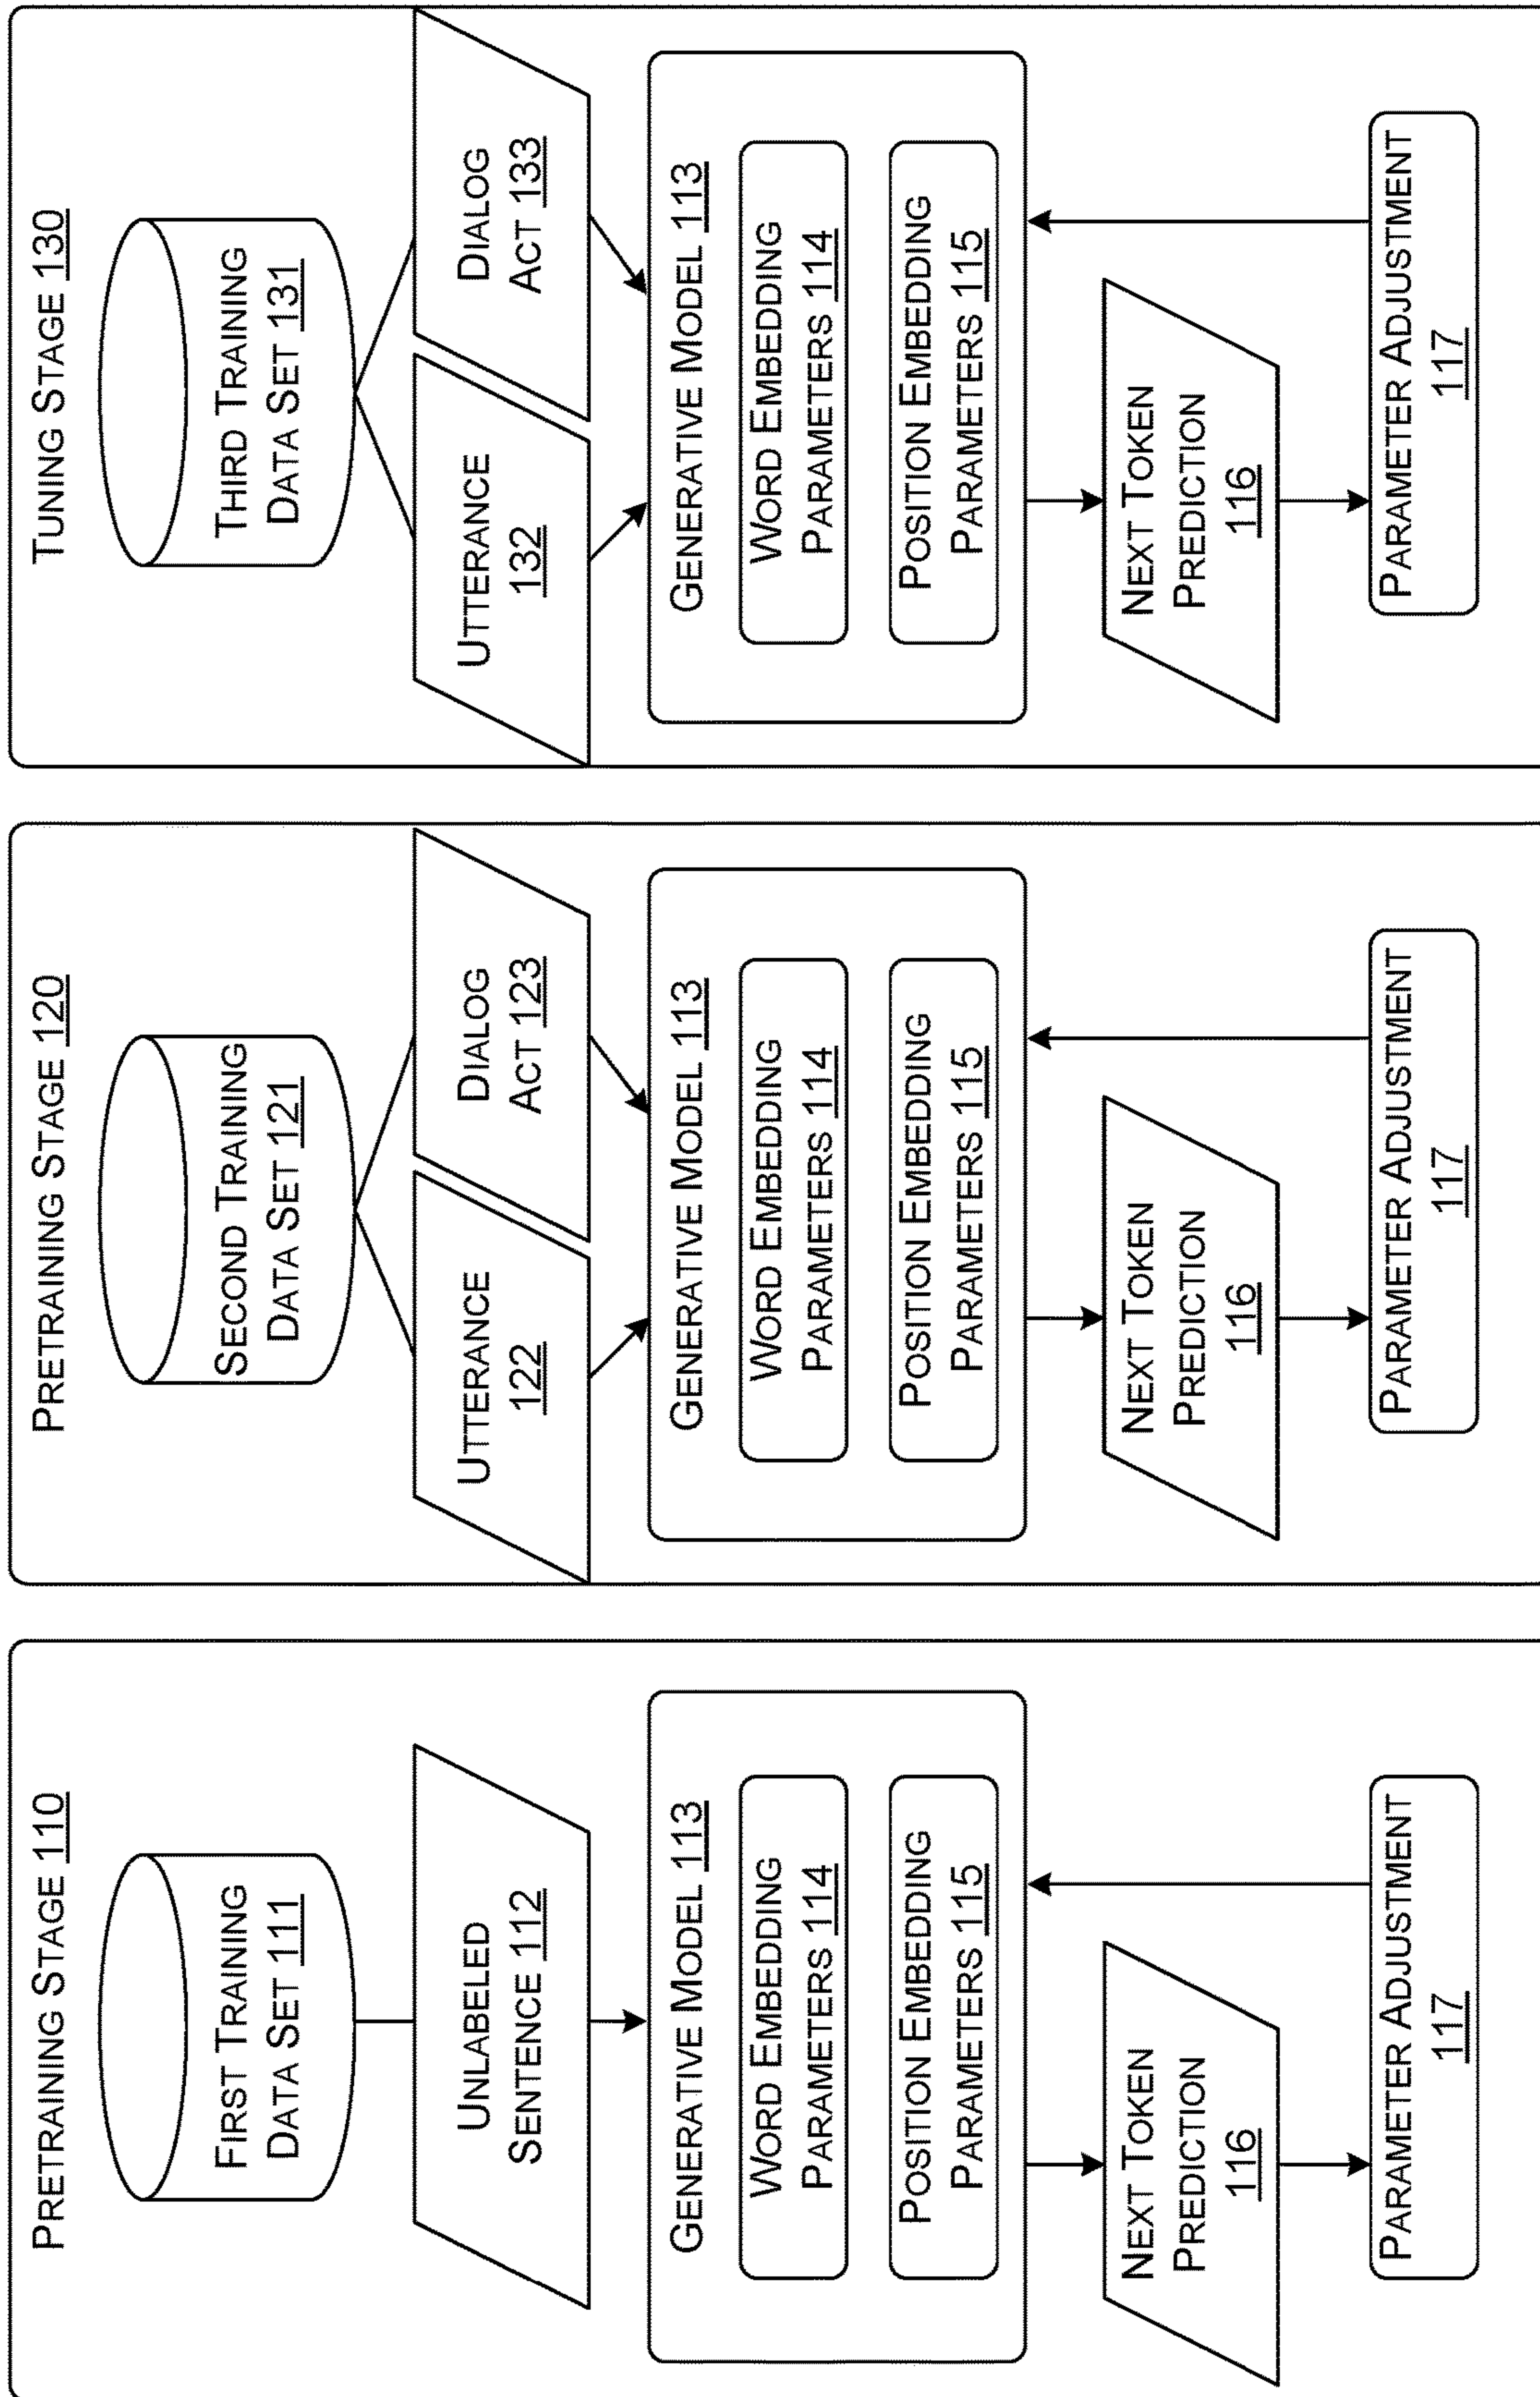 PRETRAINING STAGE 110
FIRST TRAINING
DATA SET 111
UNLABELED
SENTENCE 112
GENERATIVE MODEL 113
WORD EMBEDDING
PARAMETERS 114
POSITION EMBEDDING
PARAMETERS 115
NEXT TOKEN
PREDICTION
116
PARAMETER ADJUSTMENT
117
PRETRAINING STAGE 120
SECOND TRAINING
DATA SET 121
UTTERANCE
122
DIALOG
ACT 123
GENERATIVE MODEL 113
WORD EMBEDDING
PARAMETERS 114
POSITION EMBEDDING
PARAMETERS 115
NEXT TOKEN
PREDICTION
116
PARAMETER ADJUSTMENT
117
TUNING STAGE 130
THIRD TRAINING
DATA SET 131
UTTERANCE
132
DIALOG
ACT 133
GENERATIVE MODEL 113
WORD EMBEDDING
PARAMETERS 114
POSITION EMBEDDING
PARAMETERS 115
NEXT TOKEN
PREDICTION
116
PARAMETER ADJUSTMENT
117